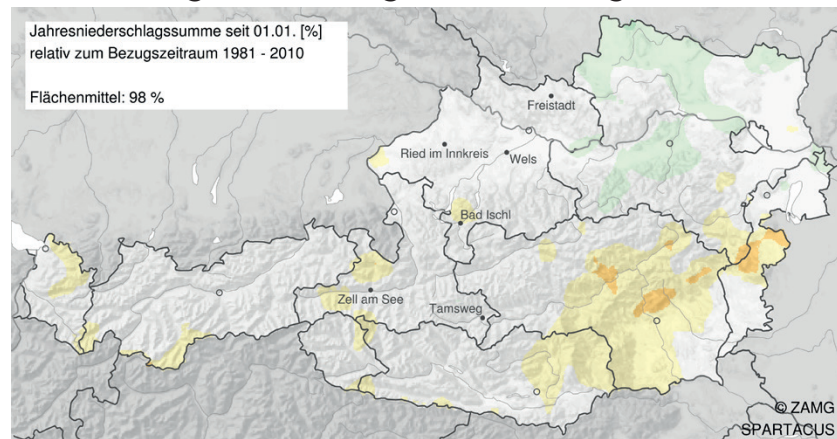 Jahresniederschlagssumme seit 01.01. [%]
relativ zum Bezugszeitraum 1981 - 2010
Flächenmittel: 98 %
Freistadt
Ried im Innkreis
Wels
Bad Ischl
Zell am See
Tamsweg
© ZAMG
SPARTACUS